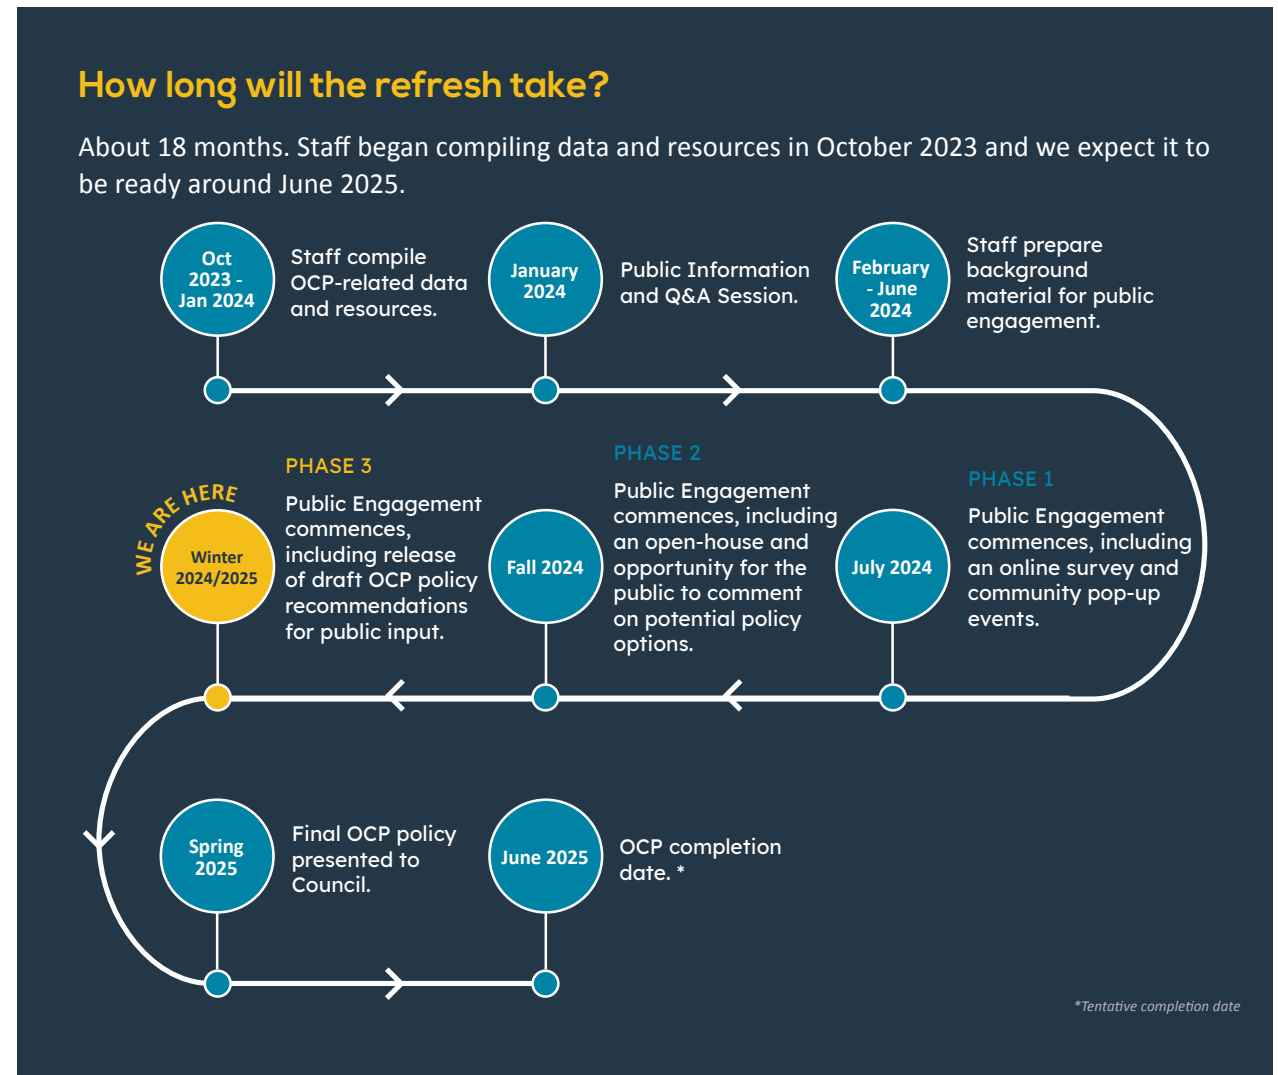 How long will the refresh take?
About 18 months. Staff began compiling data and resources in October 2023 and we expect it to
be ready around June 2025.
Oct
2023 -
Jan 2024
Staff compile
OCP-related data
and resources.
January
2024
Public Information
and Q&A Session.
February
- June
2024
Staff prepare
background
material for public
engagement.
PHASE 1
July 2024
Public Engagement
commences, including
an online survey and
community pop-up
events.
PHASE 2
Fall 2024
Public Engagement
commences, including
an open-house and
opportunity for the
public to comment
on potential policy
options.
PHASE 3
WE ARE HERE
Winter
2024/2025
Public Engagement
commences,
including release
of draft OCP policy
recommendations
for public input.
Spring
2025
Final OCP policy
presented to
Council.
June 2025
OCP completion
date. *
*Tentative completion date